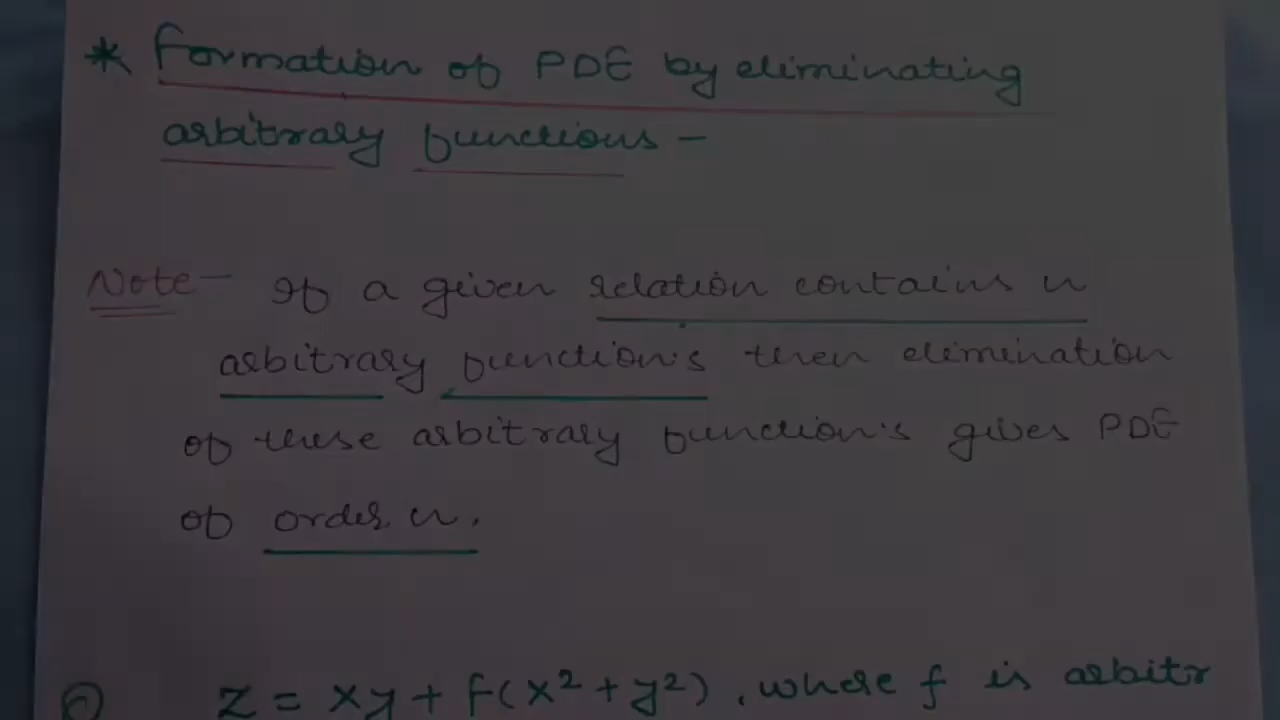 * Formation of PDE by eliminating
arbitrary functions -
Note - If a given relation contains n
arbitrary function's then elimination
of these arbitrary function's gives PDE
of order n.
z = xy + f(x² + y²), where f is arbitr